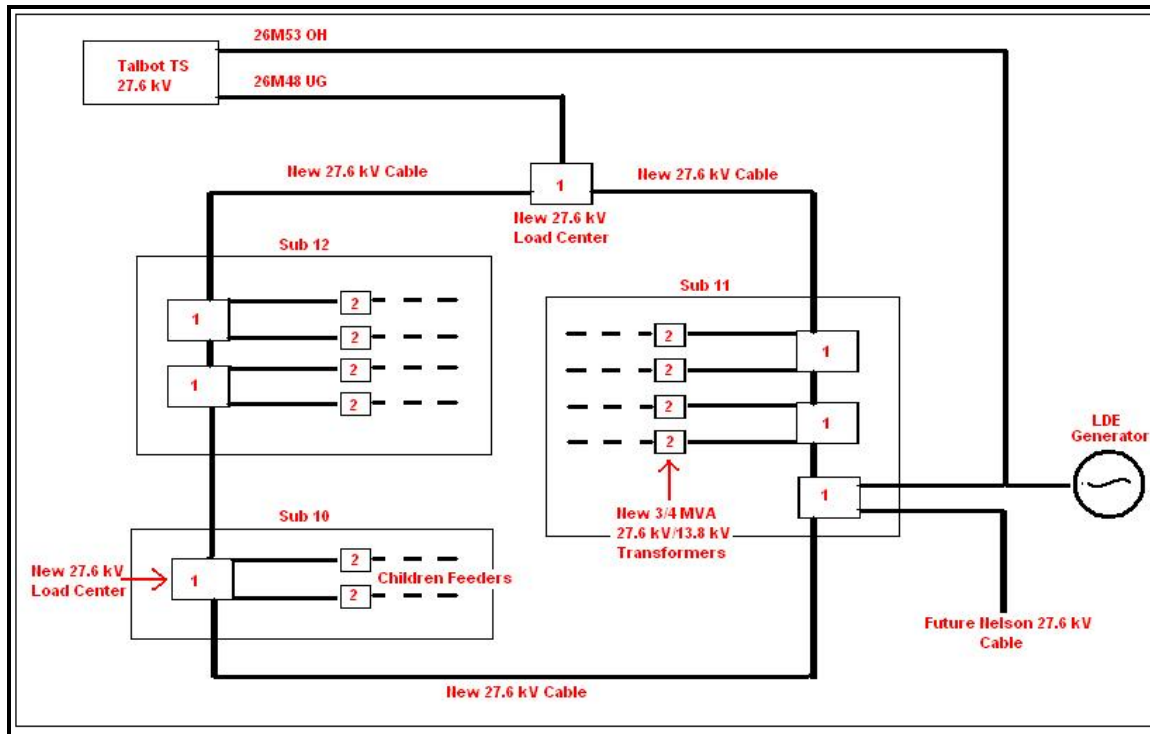 26M53 OH
Talbot TS
27.6 kV
26M48 UG
New 27.6 kV Cable
1
New 27.6 kV Cable
New 27.6 kV
Load Center
Sub 12
1
2
2
1
2
2
Sub 11
2
1
2
2
1
2
1
New 3/4 MVA
27.6 kV/13.8 kV
Transformers
LDE
Generator
Sub 10
New 27.6 kV
Load Center
1
2
Children Feeders
2
Future Nelson 27.6 kV
Cable
New 27.6 kV Cable